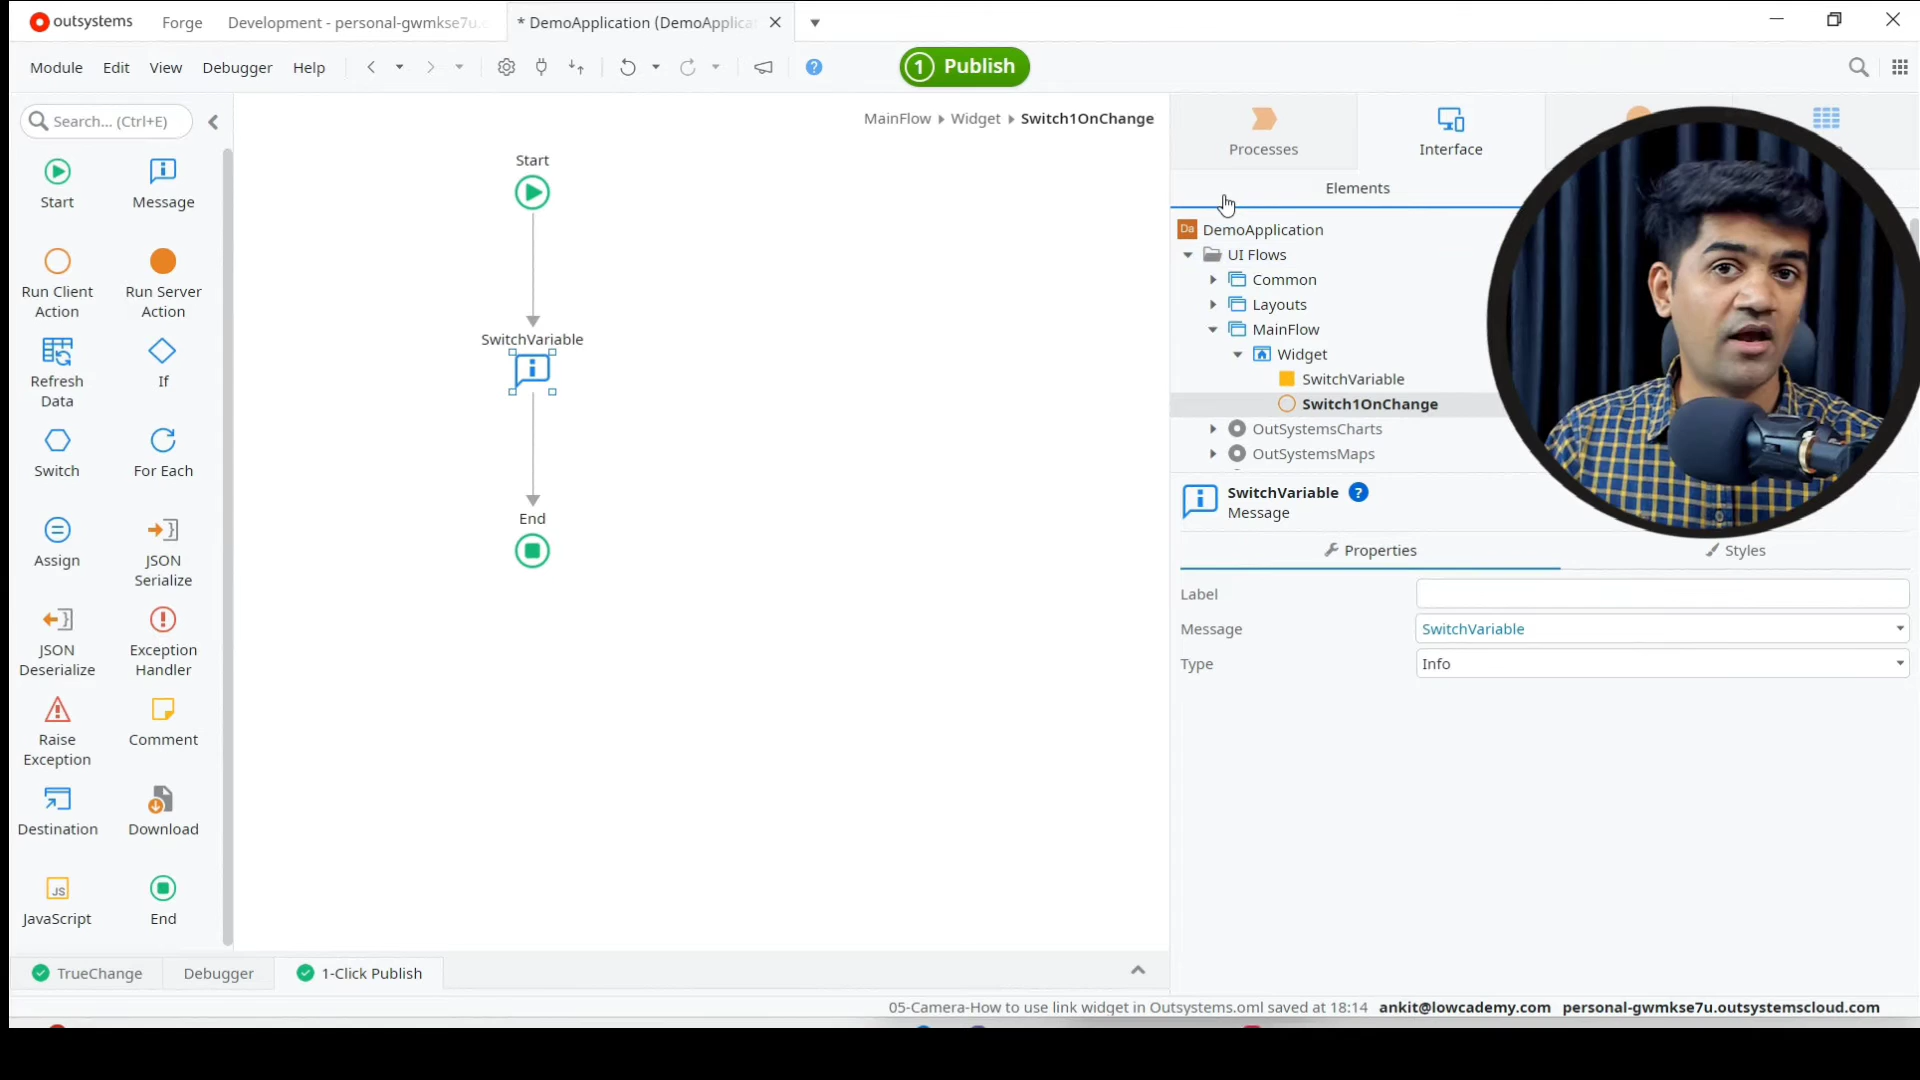 outsystems
Forge
Development - personal-gwmkse7u.o
* DemoApplication (DemoApplica
Module
Edit
View
Debugger
Help
1
Publish
Search... (Ctrl+E)
Start
Message
Run Client
Action
Run Server
Action
Refresh
Data
If
Switch
For Each
Assign
JSON
Serialize
JSON
Deserialize
Exception
Handler
Raise
Exception
Comment
Destination
Download
JS
JavaScript
End
MainFlow
Widget
Switch1OnChange
Start
SwitchVariable
End
Processes
Interface
Elements
Da
DemoApplication
UI Flows
Common
Layouts
MainFlow
Widget
SwitchVariable
Switch1OnChange
OutSystemsCharts
OutSystemsMaps
SwitchVariable
Message
Properties
Styles
Label
Message
SwitchVariable
Type
Info
TrueChange
Debugger
1-Click Publish
05-Camera-How to use link widget in Outsystems.oml saved at 18:14
ankit@lowcademy.com
personal-gwmkse7u.outsystemscloud.com